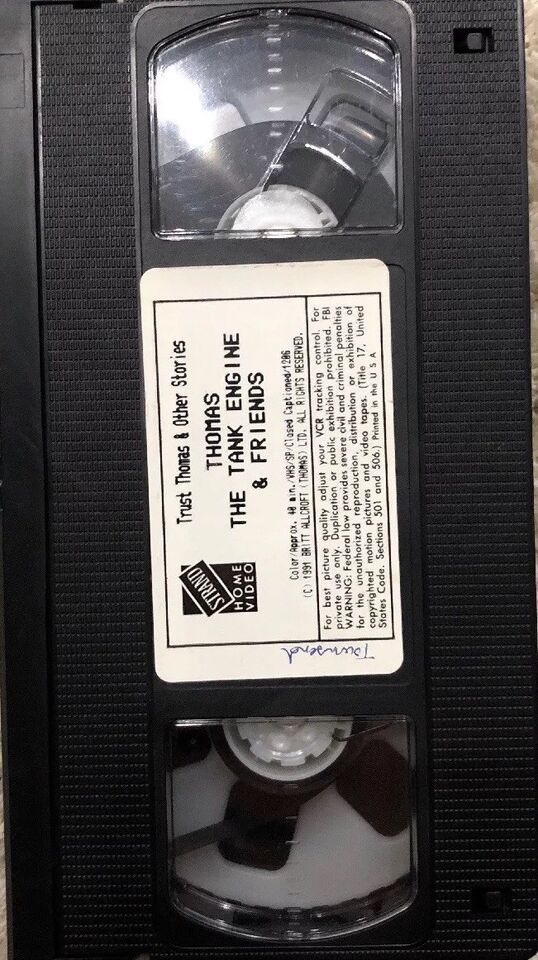 Trust Thomas & Other Stories
THOMAS
THE TANK ENGINE
& FRIENDS
STRAND
HOME
VIDEO
Color/Approx. 40 min./VHS/SP/Closed Captioned/1206
(C) 1991 BRITT ALLCROFT (THOMAS) LTD. ALL RIGHTS RESERVED.
For best picture quality adjust your VCR tracking control. For
private use only. Duplication or public exhibition prohibited. FBI
WARNING: Federal law provides severe civil and criminal penalties
for the unauthorized reproduction, distribution or exhibition of
copyrighted motion pictures and video tapes. (Title 17, United
States Code. Sections 501 and 506.) Printed in the U S A
Townsend